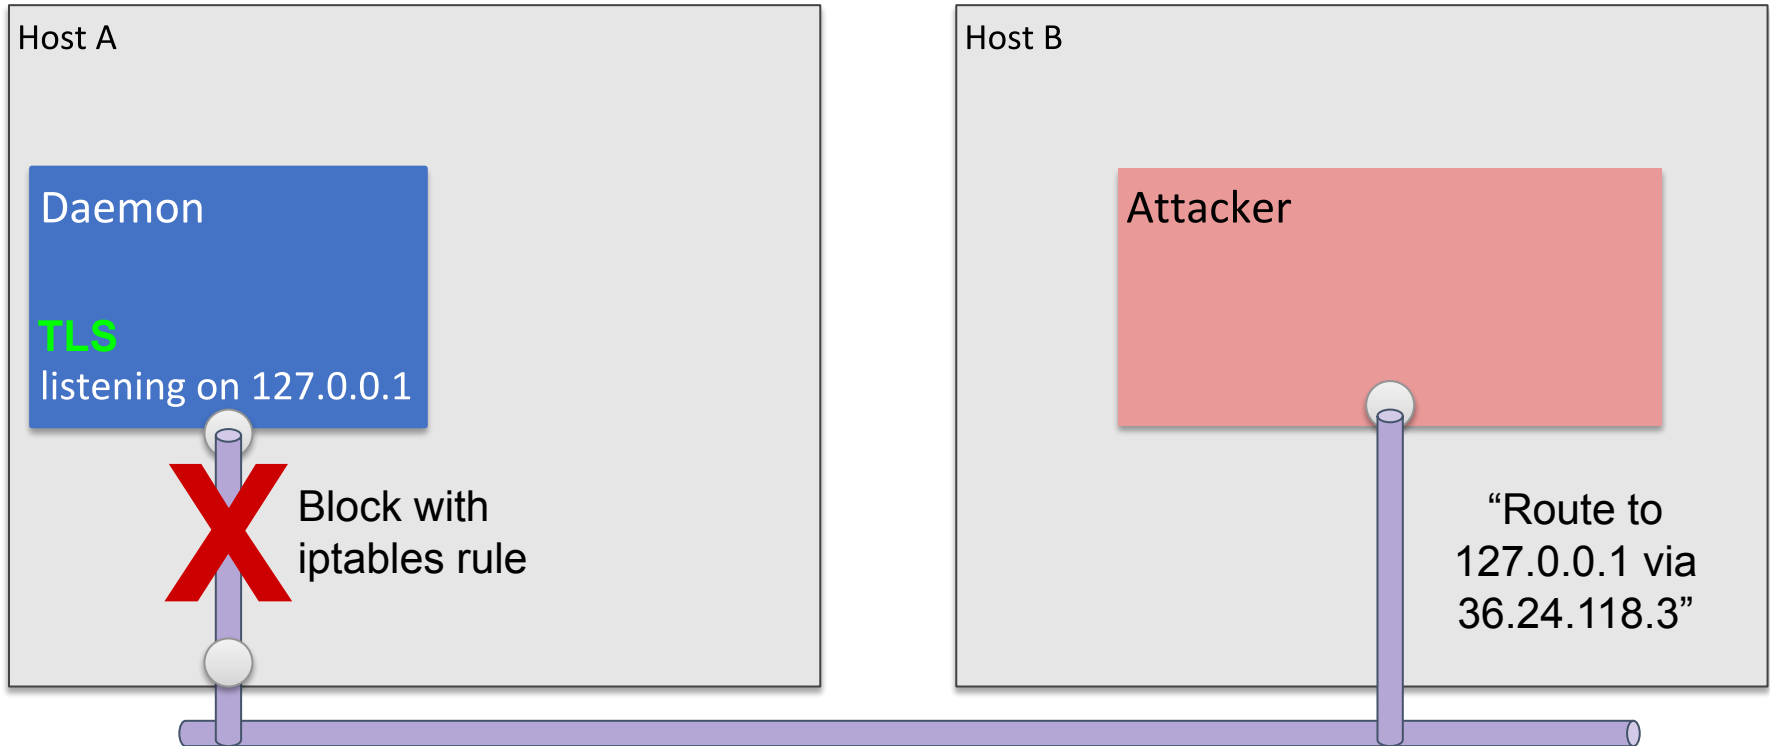 Host A
Daemon
TLS
listening on 127.0.0.1
X
Block with
iptables rule
Host B
Attacker
“Route to
127.0.0.1 via
36.24.118.3”